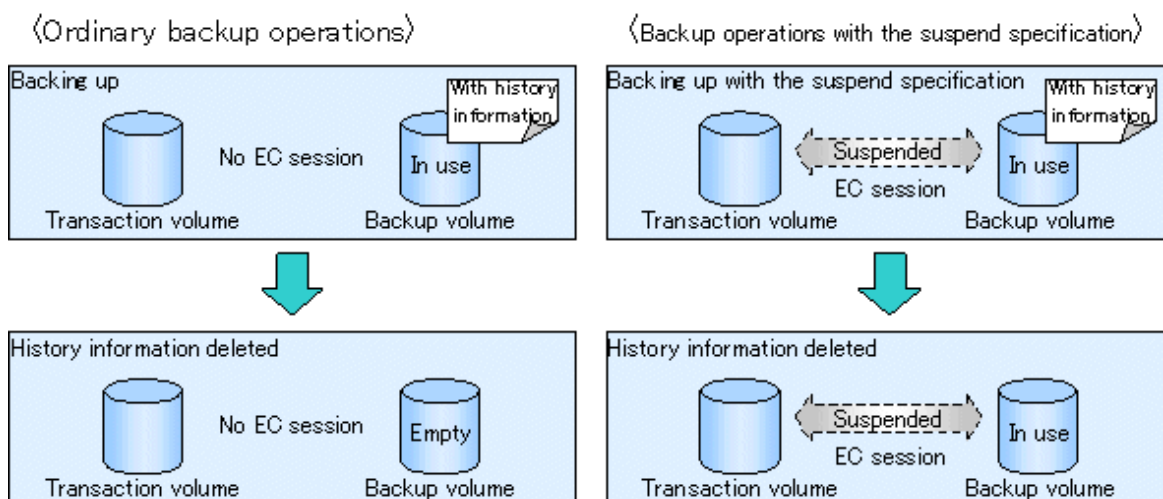 〈Ordinary backup operations〉
Backing up
With history
information
No EC session
In use
Transaction volume
Backup volume
History information deleted
No EC session
Empty
Transaction volume
Backup volume
〈Backup operations with the suspend specification〉
Backing up with the suspend specification
With history
information
Suspended
EC session
In use
Transaction volume
Backup volume
History information deleted
Suspended
EC session
In use
Transaction volume
Backup volume